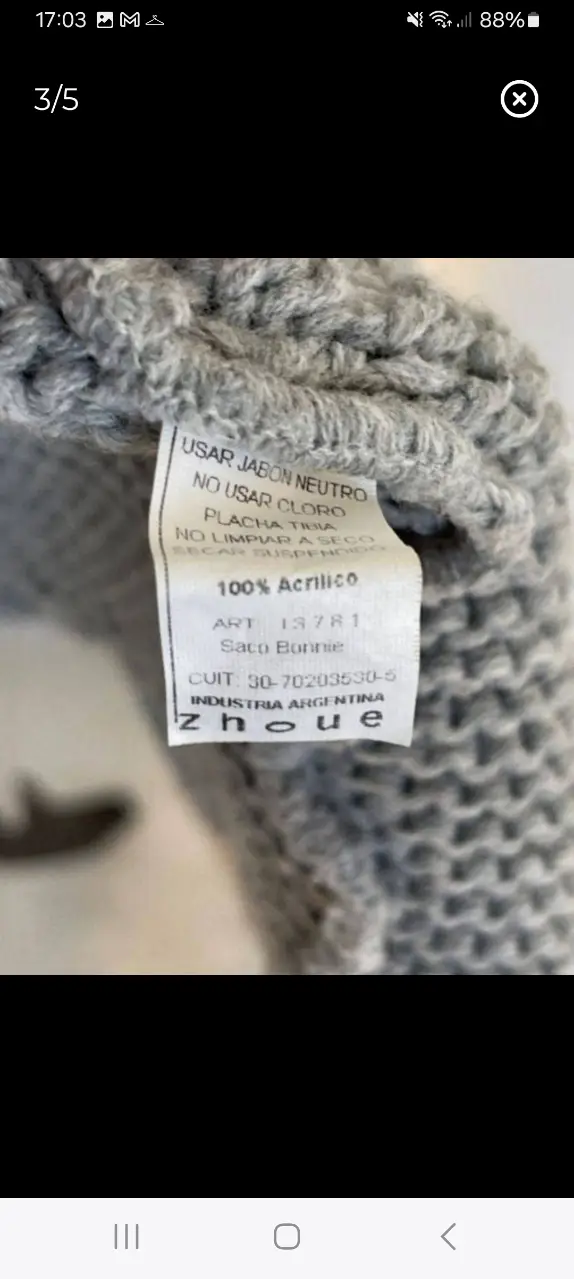 17:03
88%
3/5
USAR JABON NEUTRO
NO USAR CLORO
PLACHA TIBIA
NO LIMPIAR A SECO
SECAR SUSPENDIDO
100% Acrilico
ART 13781
Saco Bonnie
CUIT: 30-70203530-5
INDUSTRIA ARGENTINA
zhoue